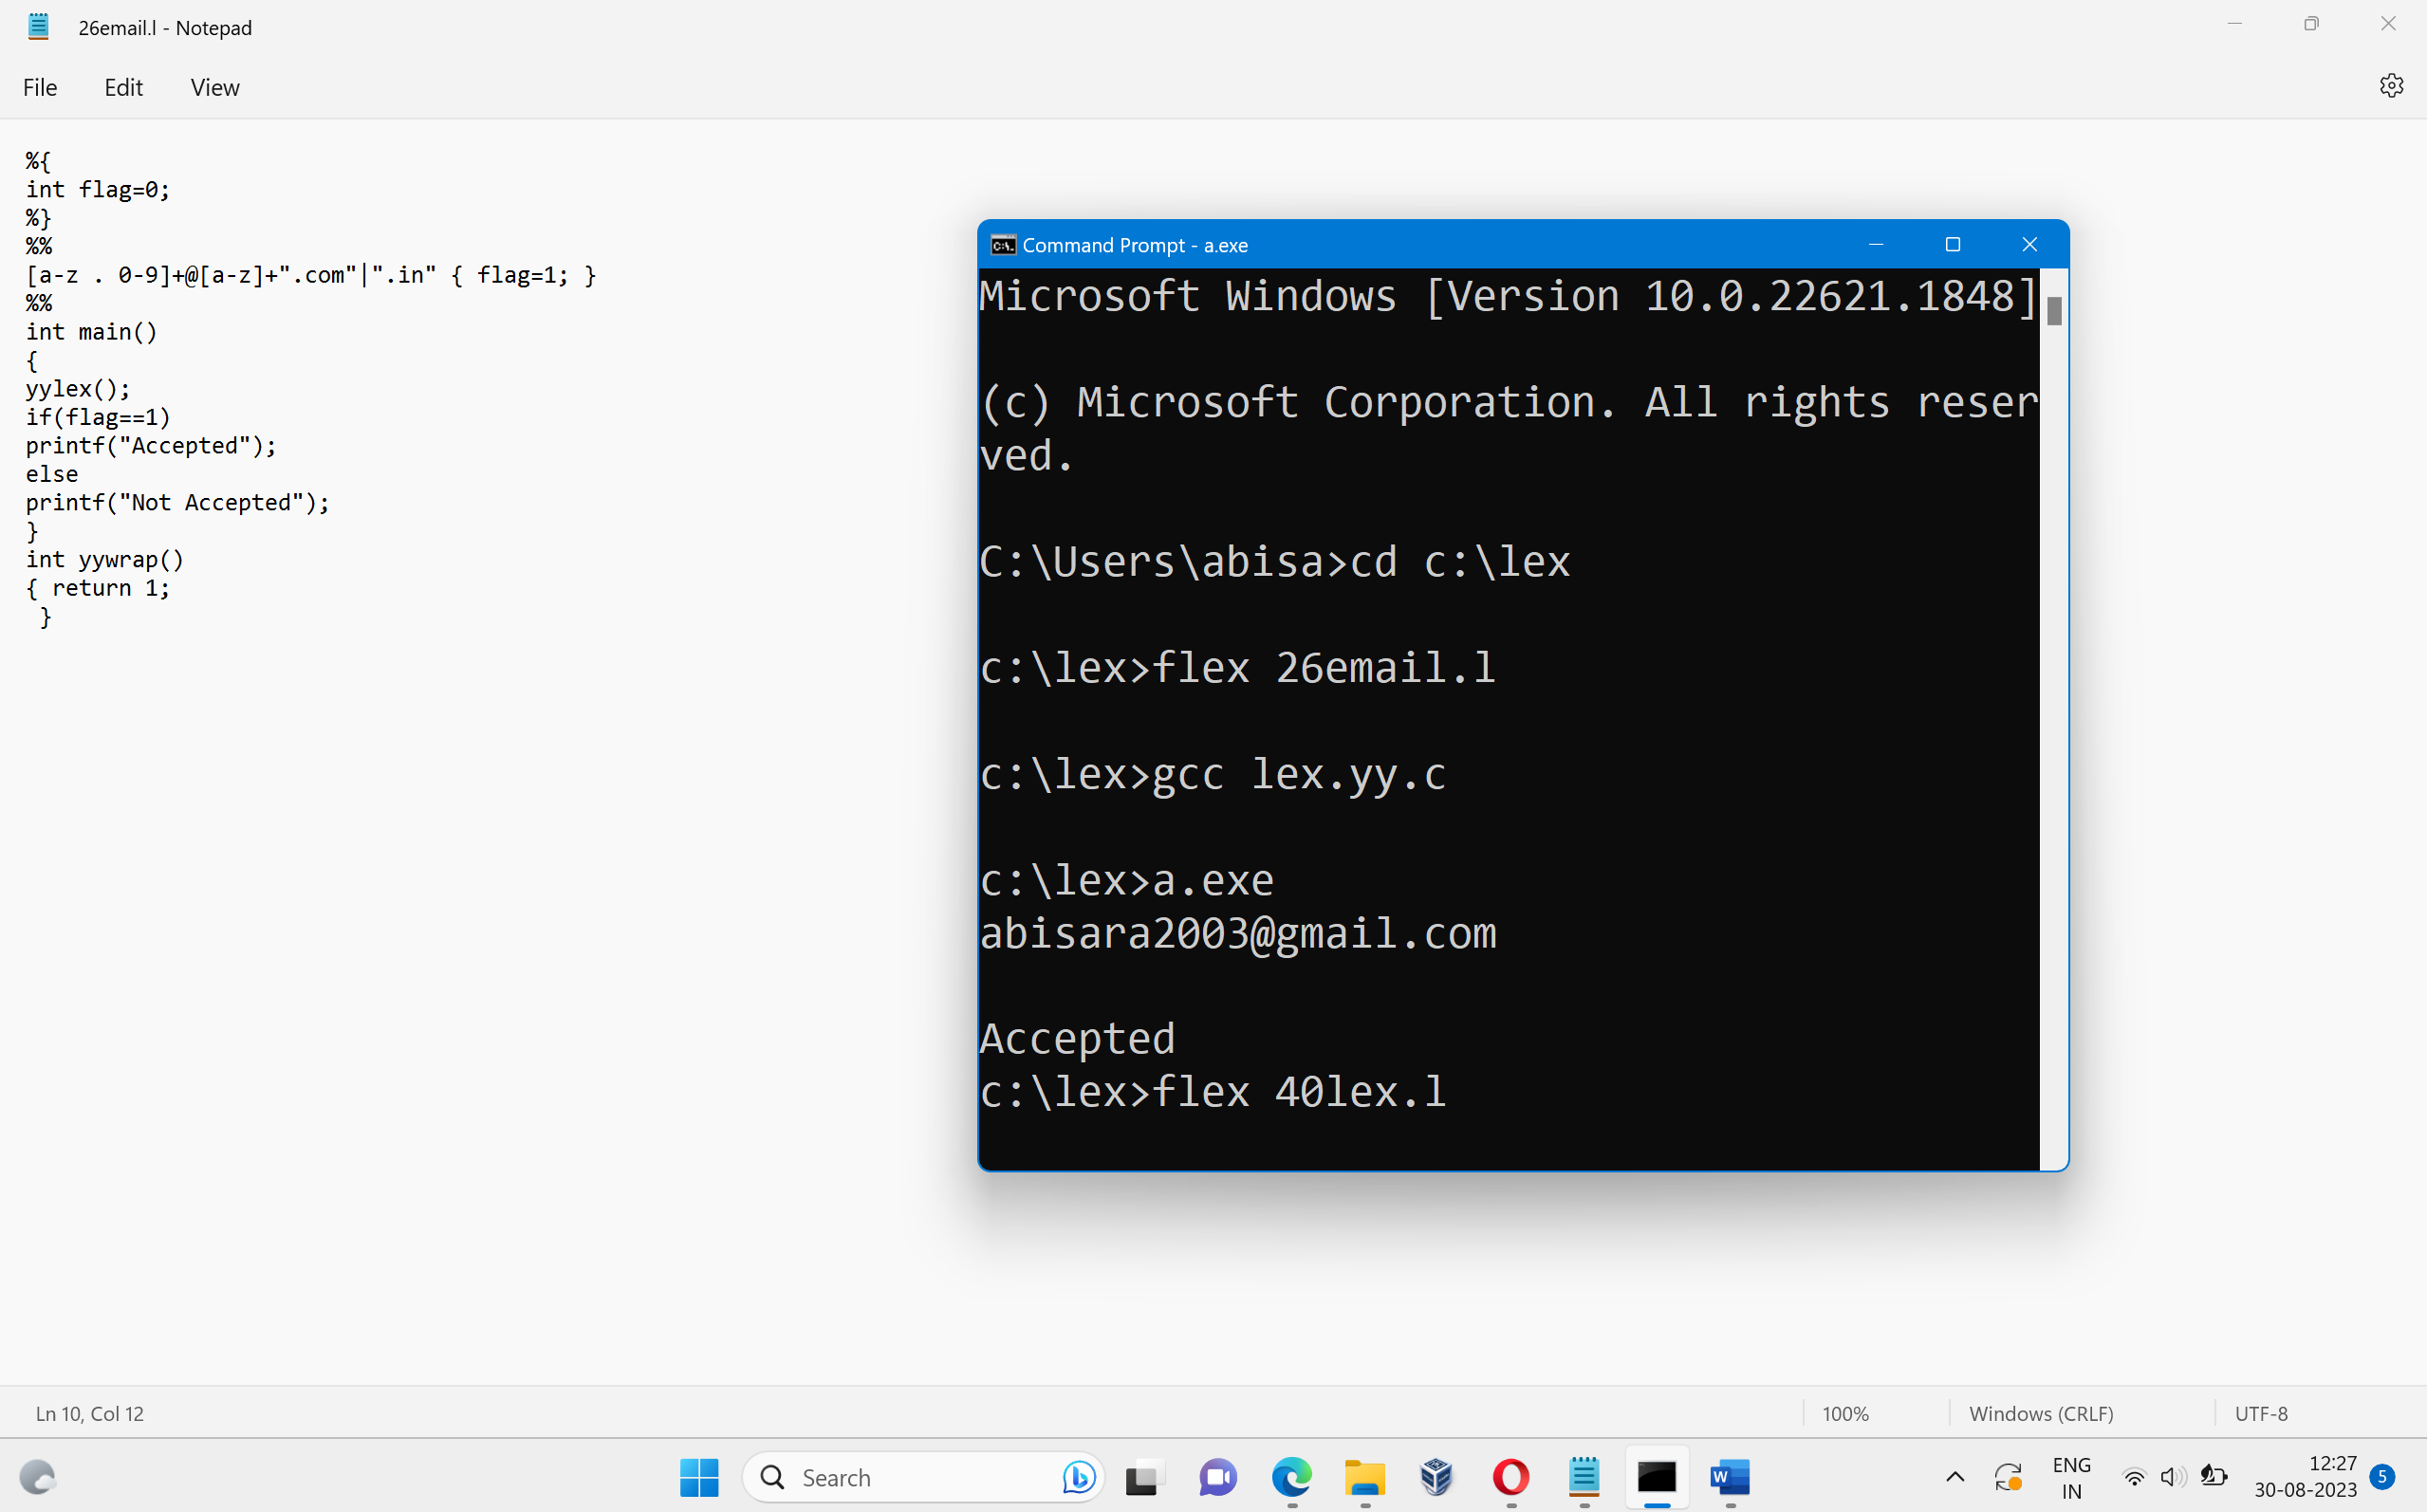 26email.l - Notepad
File Edit View
%{
int flag=0;
%}
%%
[a-z . 0-9]+@[a-z]+".com"|".in" { flag=1; }
%%
int main()
{
yylex();
if(flag==1)
printf("Accepted");
else
printf("Not Accepted");
}
int yywrap()
{ return 1;
 }
Command Prompt - a.exe
Microsoft Windows [Version 10.0.22621.1848]
(c) Microsoft Corporation. All rights reser
ved.
C:\Users\abisa>cd c:\lex
c:\lex>flex 26email.l
c:\lex>gcc lex.yy.c
c:\lex>a.exe
abisara2003@gmail.com
Accepted
c:\lex>flex 40lex.l
Ln 10, Col 12
100%
Windows (CRLF)
UTF-8
Search
ENG
IN
12:27
30-08-2023
5